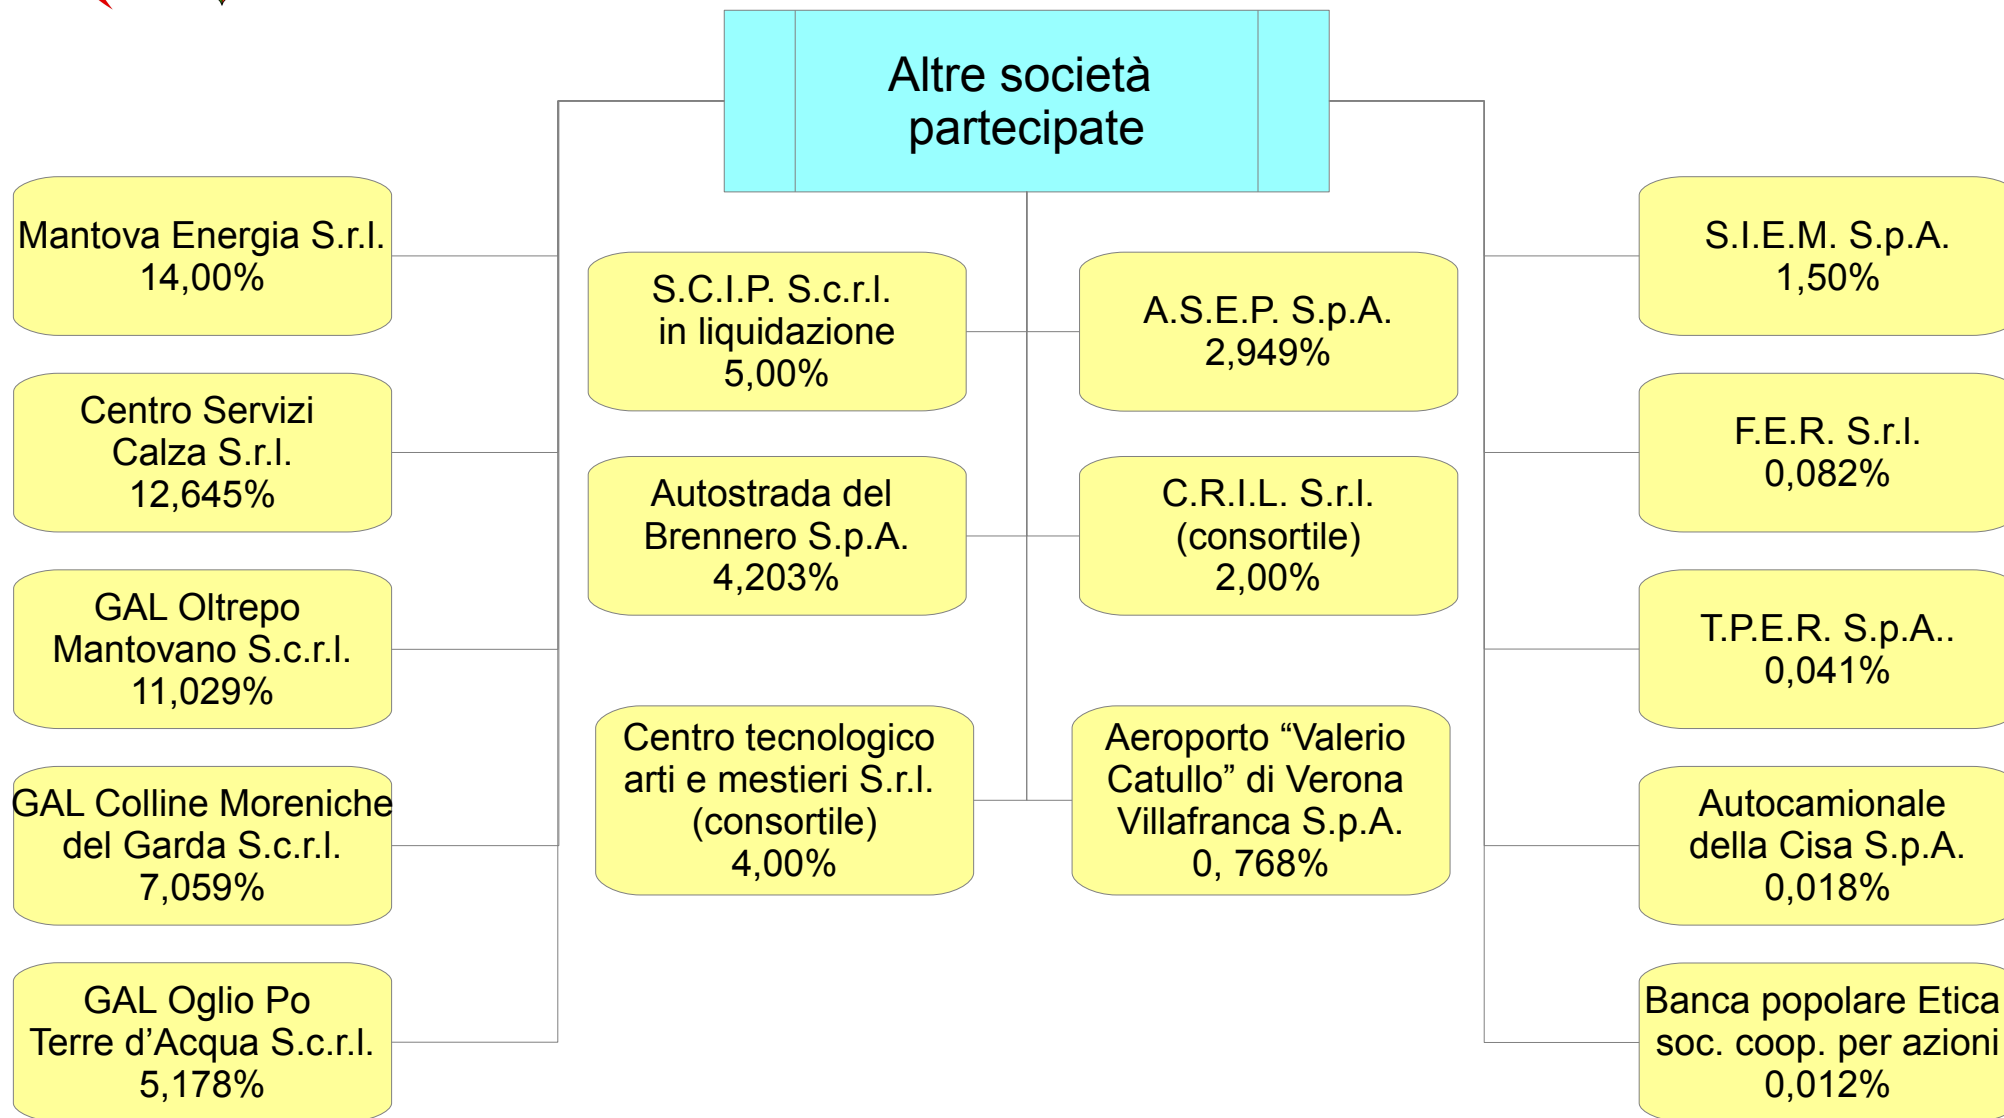 Altre società
partecipate
Mantova Energia S.r.l.
14,00%
Centro Servizi
Calza S.r.l.
12,645%
GAL Oltrepo
Mantovano S.c.r.l.
11,029%
GAL Colline Moreniche
del Garda S.c.r.l.
7,059%
GAL Oglio Po
Terre d’Acqua S.c.r.l.
5,178%
S.C.I.P. S.c.r.l.
in liquidazione
5,00%
Autostrada del
Brennero S.p.A.
4,203%
Centro tecnologico
arti e mestieri S.r.l.
(consortile)
4,00%
A.S.E.P. S.p.A.
2,949%
C.R.I.L. S.r.l.
(consortile)
2,00%
Aeroporto “Valerio
Catullo” di Verona
Villafranca S.p.A.
0, 768%
S.I.E.M. S.p.A.
1,50%
F.E.R. S.r.l.
0,082%
T.P.E.R. S.p.A..
0,041%
Autocamionale
della Cisa S.p.A.
0,018%
Banca popolare Etica
soc. coop. per azioni
0,012%